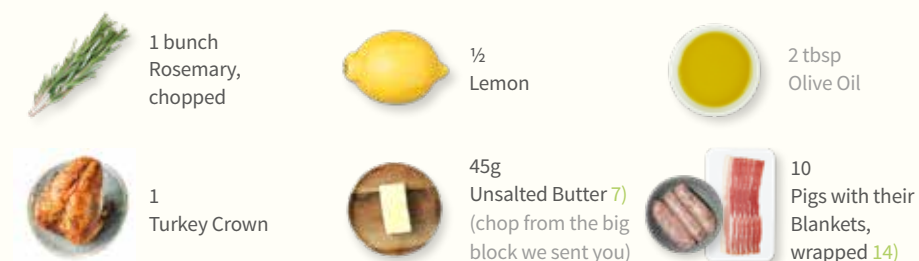 1 bunch
Rosemary,
chopped
½
Lemon
2 tbsp
Olive Oil
1
Turkey Crown
45g
Unsalted Butter 7)
(chop from the big
block we sent you)
10
Pigs with their
Blankets,
wrapped 14)